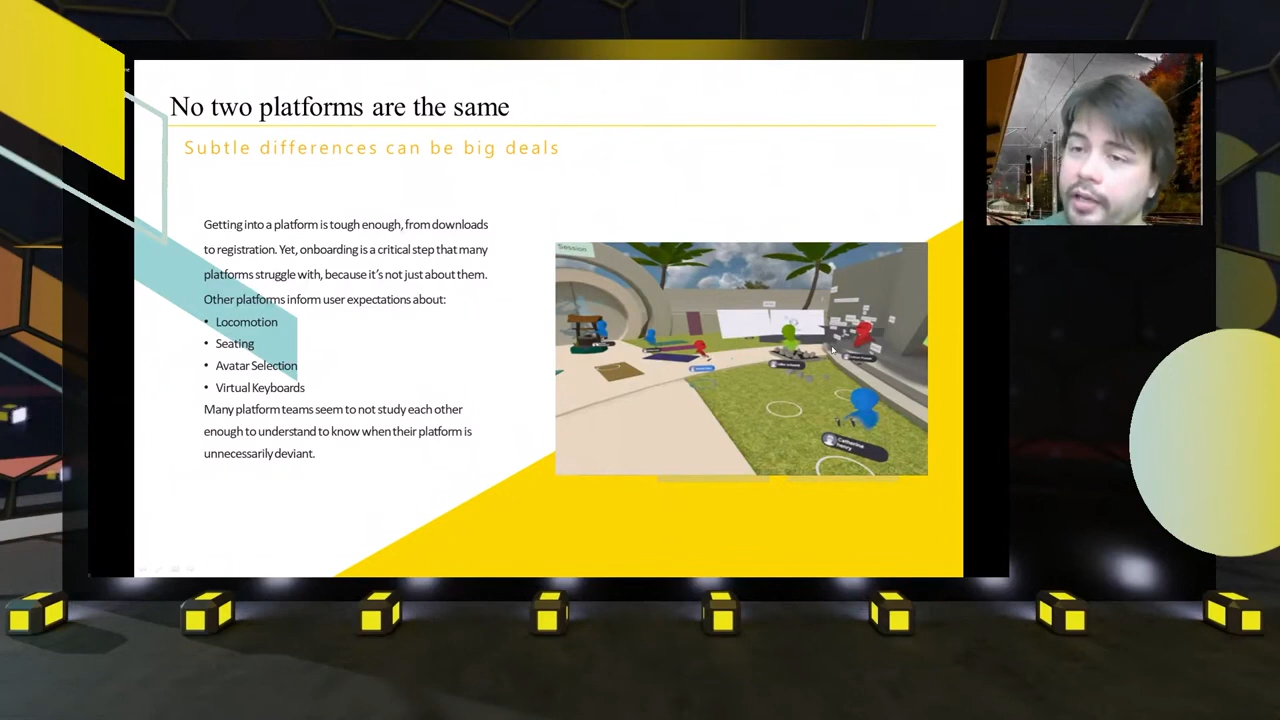 No two platforms are the same
Subtle differences can be big deals
Getting into a platform is tough enough, from downloads
to registration. Yet, onboarding is a critical step that many
platforms struggle with, because it's not just about them.
Other platforms inform user expectations about:
• Locomotion
• Seating
• Avatar Selection
• Virtual Keyboards
Many platform teams seem to not study each other
enough to understand to know when their platform is
unnecessarily deviant.
Session
Catherine
henry